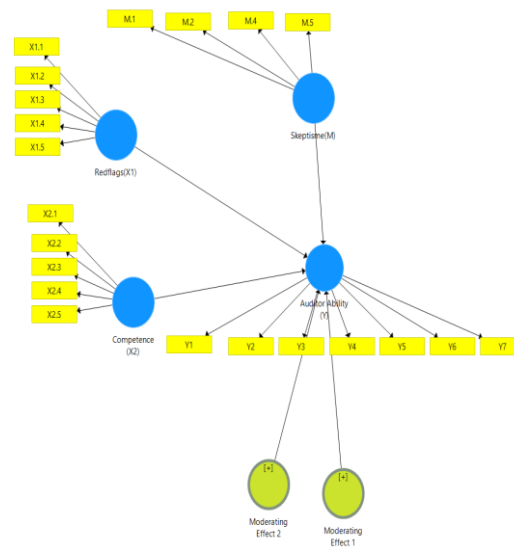 M.1
M.2
M.4
M.5
X1.1
X1.2
X1.3
X1.4
X1.5
Redflags(X1)
Skeptisme(M)
X2.1
X2.2
X2.3
X2.4
X2.5
Competence
(X2)
Auditor Ability
(Y)
Y1
Y2
Y3
Y4
Y5
Y6
Y7
[+]
Moderating
Effect 2
[+]
Moderating
Effect 1